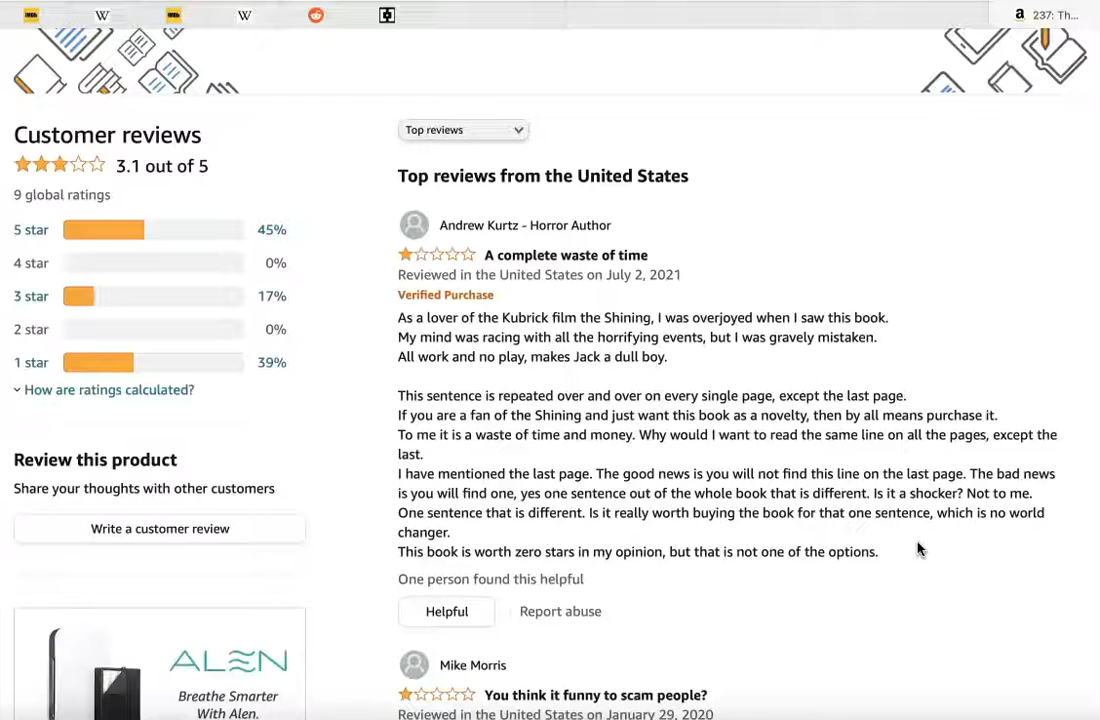 a 237: Th...
Customer reviews
3.1 out of 5
9 global ratings
5 star 45%
4 star 0%
3 star 17%
2 star 0%
1 star 39%
How are ratings calculated?
Review this product
Share your thoughts with other customers
Write a customer review
ALEN
Breathe Smarter
With Alen.
Top reviews
Top reviews from the United States
Andrew Kurtz - Horror Author
A complete waste of time
Reviewed in the United States on July 2, 2021
Verified Purchase
As a lover of the Kubrick film the Shining, I was overjoyed when I saw this book.
My mind was racing with all the horrifying events, but I was gravely mistaken.
All work and no play, makes Jack a dull boy.
This sentence is repeated over and over on every single page, except the last page.
If you are a fan of the Shining and just want this book as a novelty, then by all means purchase it.
To me it is a waste of time and money. Why would I want to read the same line on all the pages, except the
last.
I have mentioned the last page. The good news is you will not find this line on the last page. The bad news
is you will find one, yes one sentence out of the whole book that is different. Is it a shocker? Not to me.
One sentence that is different. Is it really worth buying the book for that one sentence, which is no world
changer.
This book is worth zero stars in my opinion, but that is not one of the options.
One person found this helpful
Helpful Report abuse
Mike Morris
You think it funny to scam people?
Reviewed in the United States on January 29, 2020